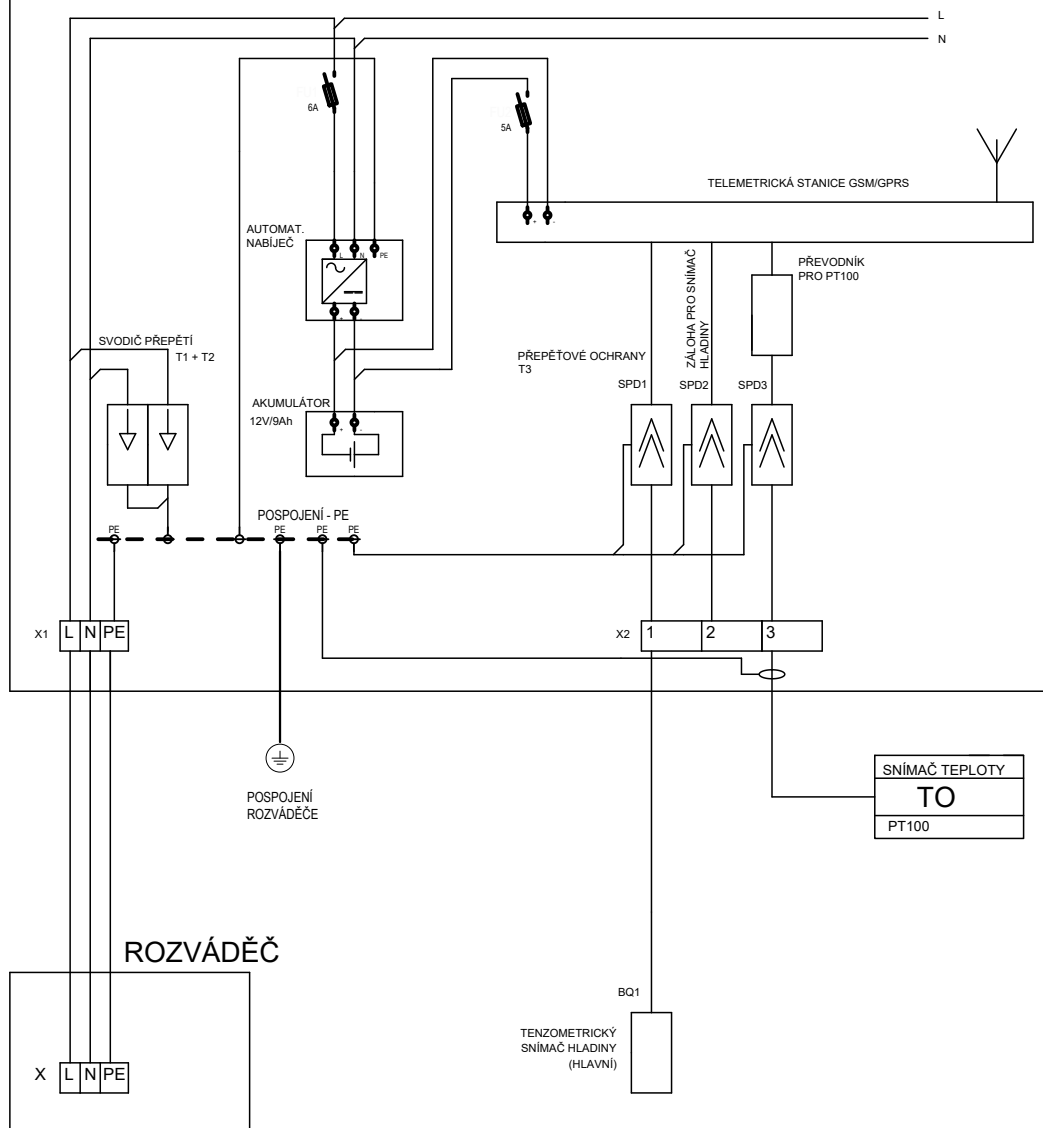 L
N
6A
5A
TELEMETRICKÁ STANICE GSM/GPRS
+ -
AUTOMAT.
NABÍJEČ
L N PE
+ -
ZÁLOHA PRO SNÍMAČ
HLADINY
PŘEVODNÍK
PRO PT100
SVODIČ PŘEPĚTÍ
T1 + T2
PŘEPĚŤOVÉ OCHRANY
T3
SPD1
SPD2
SPD3
AKUMULÁTOR
12V/9Ah
+ -
POSPOJENÍ - PE
PE
PE
PE
PE
X1 L N PE
X2 1 2 3
POSPOJENÍ
ROZVÁDĚČE
SNÍMAČ TEPLOTY
TO
PT100
ROZVÁDĚČ
BQ1
TENZOMETRICKÝ
SNÍMAČ HLADINY
(HLAVNÍ)
X L N PE